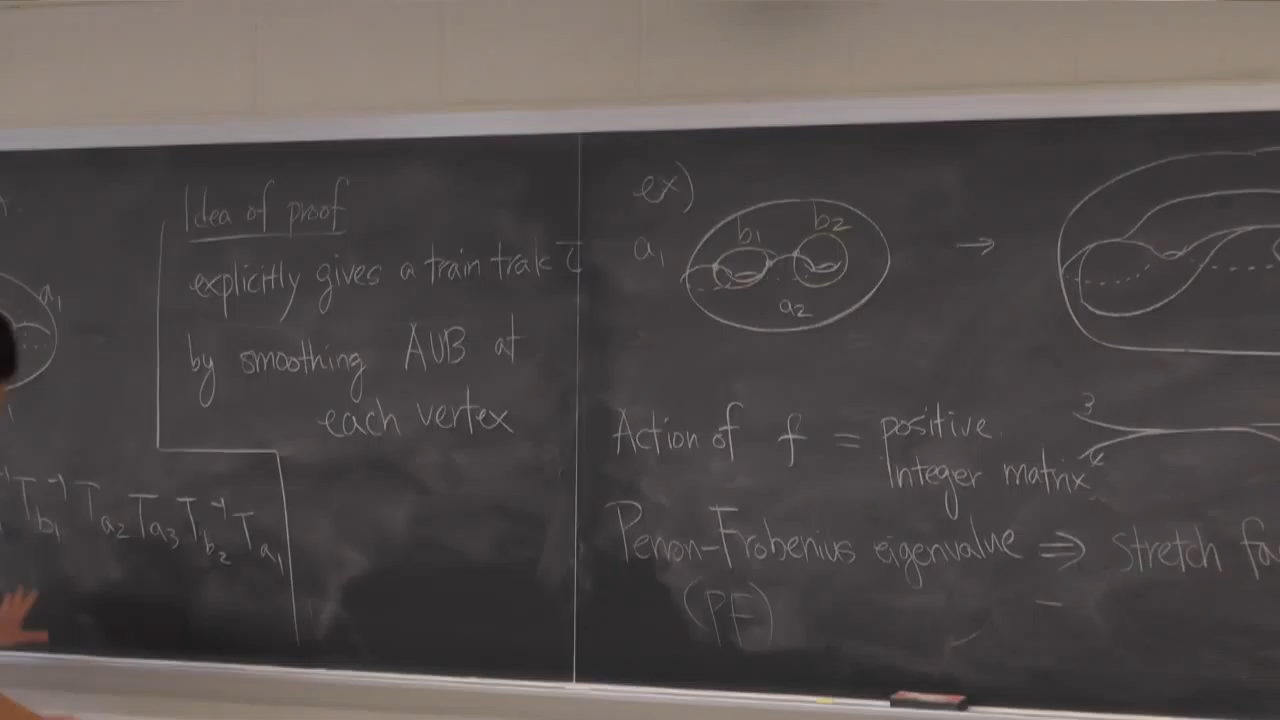 a₁
Idea of proof
explicitly gives a train trak τ
by smoothing A∪B at
each vertex
T_{b₁}⁻¹ T_{a₂} T_{a₃} T_{b₂}⁻¹ T_{a₁}
ex)
a₁ b₁ b₂
a₂
→
Action of f = positive
Integer matrix
3
Perron-Frobenius eigenvalue ⇒ Stretch fa
(PF)